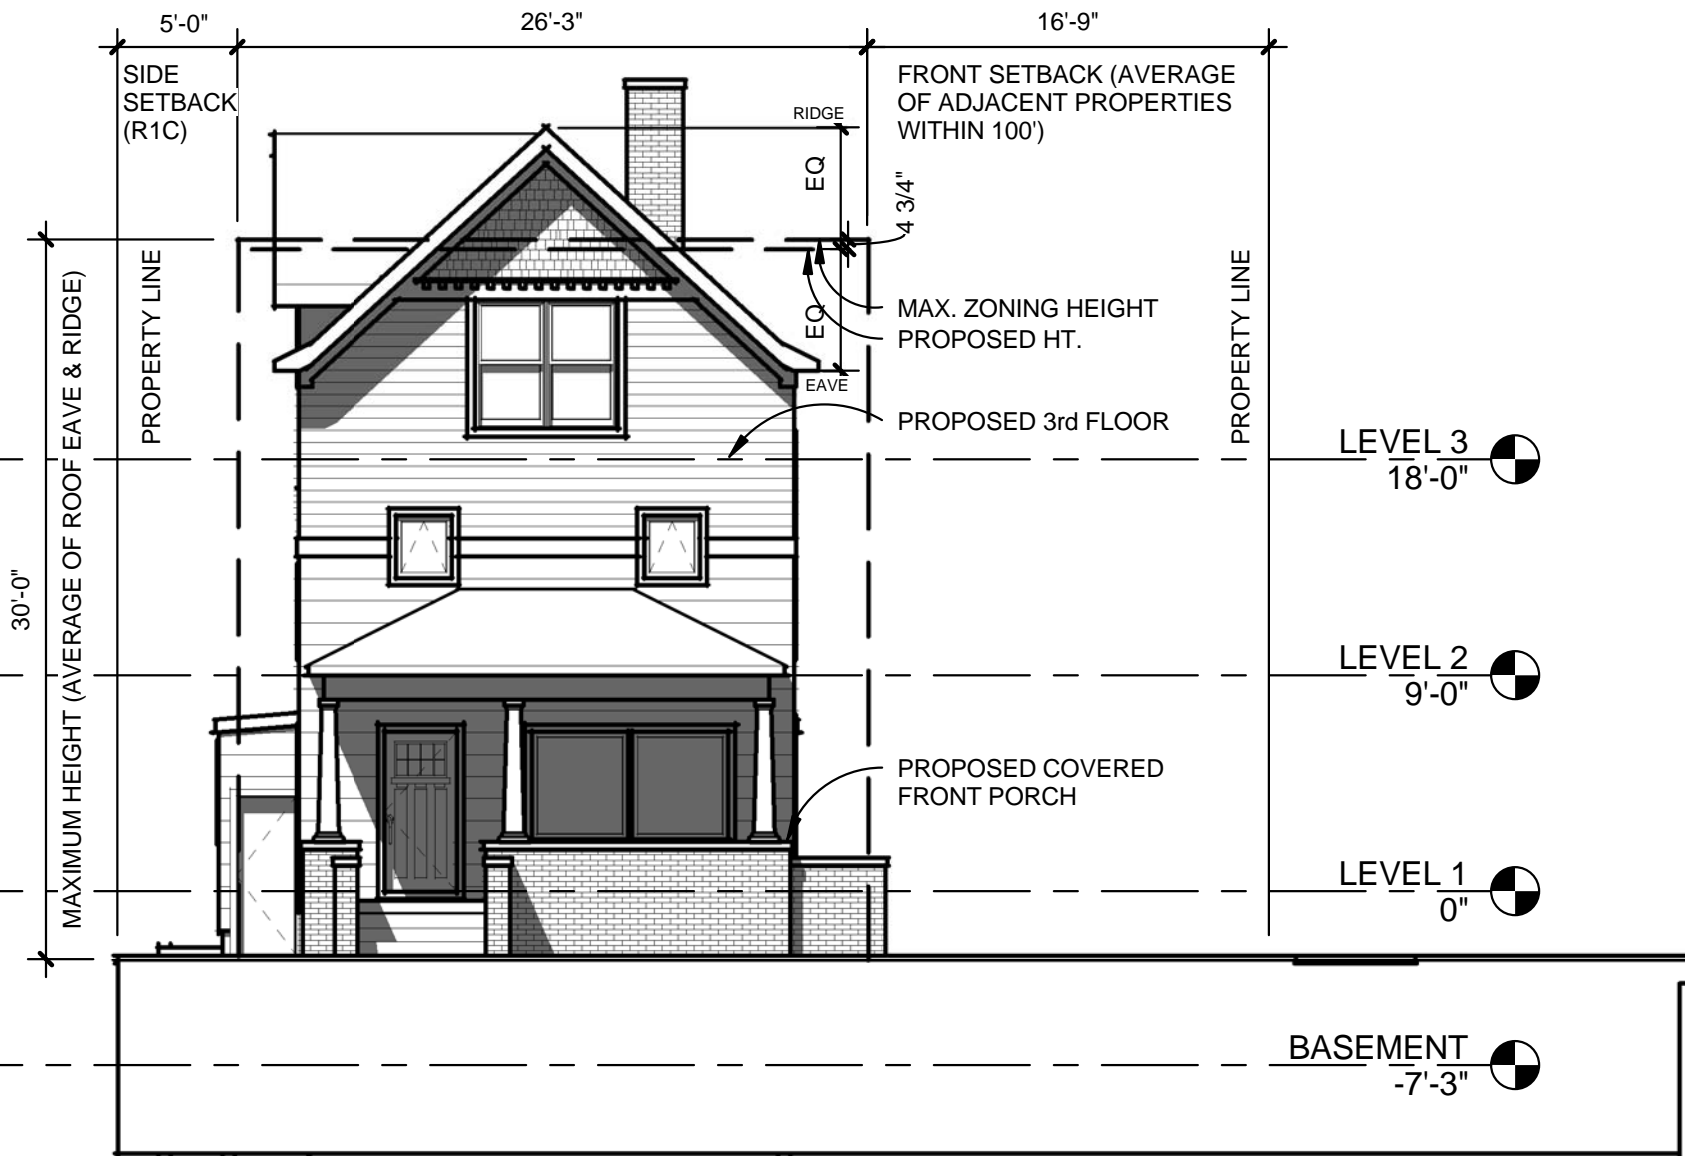 5'-0"
26'-3"
16'-9"
SIDE
SETBACK
(R1C)
FRONT SETBACK (AVERAGE
OF ADJACENT PROPERTIES
WITHIN 100')
RIDGE
EQ
4 3/4"
EQ
EAVE
MAX. ZONING HEIGHT
PROPOSED HT.
PROPERTY LINE
PROPERTY LINE
30'-0"
MAXIMUM HEIGHT (AVERAGE OF ROOF EAVE & RIDGE)
PROPOSED 3rd FLOOR
LEVEL 3
18'-0"
LEVEL 2
9'-0"
PROPOSED COVERED
FRONT PORCH
LEVEL 1
0"
BASEMENT
-7'-3"